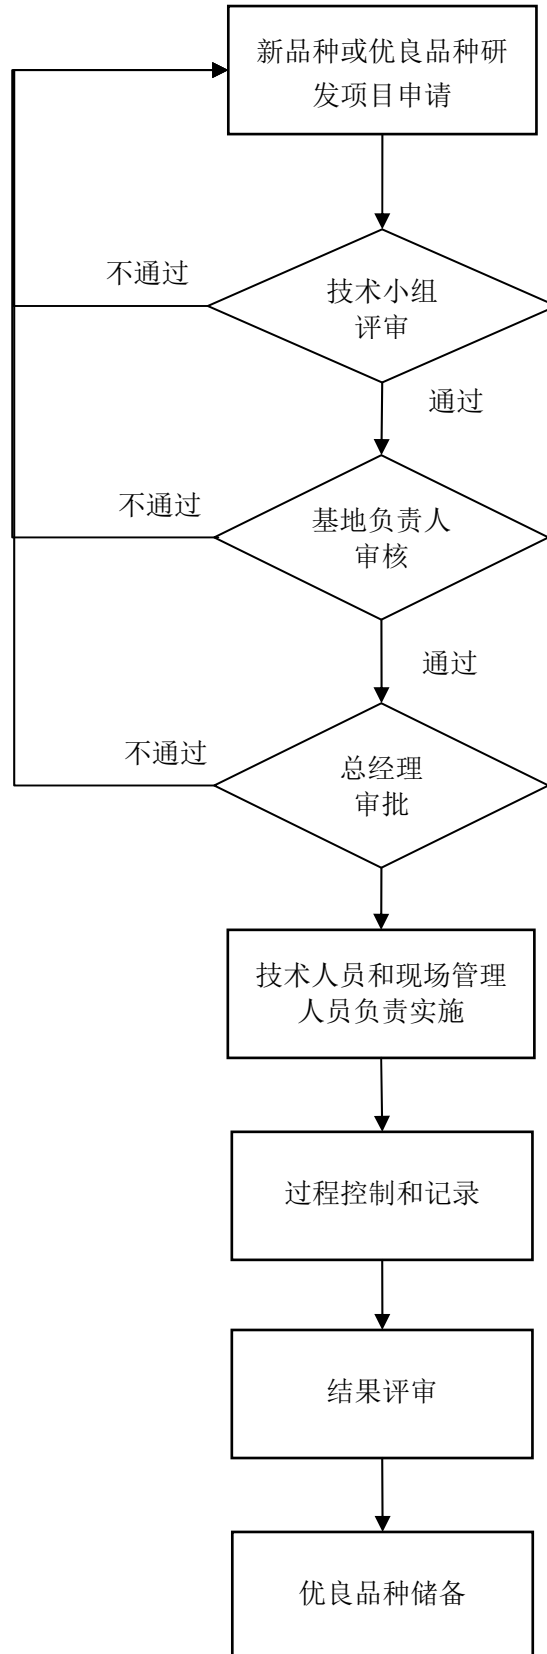 新品种或优良品种研
发项目申请
不通过
技术小组
评审
通过
不通过
基地负责人
审核
通过
不通过
总经理
审批
技术人员和现场管理
人员负责实施
过程控制和记录
结果评审
优良品种储备